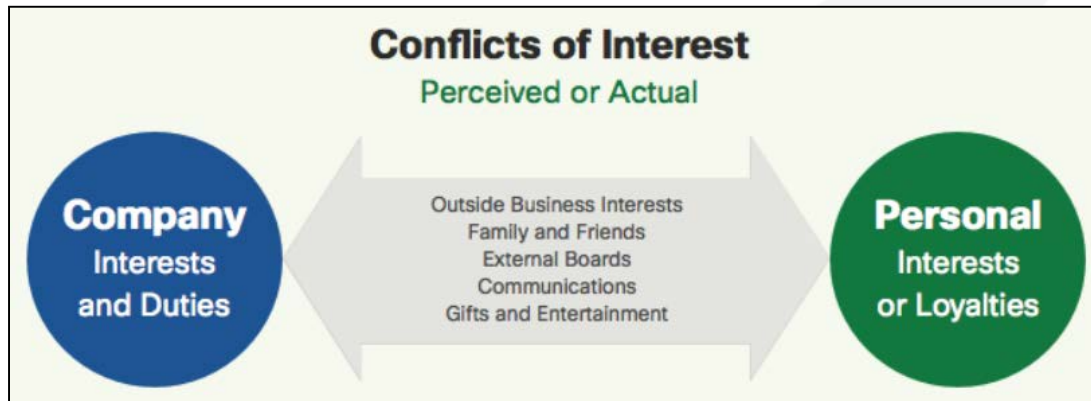 Conflicts of Interest
Perceived or Actual
Company
Interests
and Duties
Outside Business Interests
Family and Friends
External Boards
Communications
Gifts and Entertainment
Personal
Interests
or Loyalties